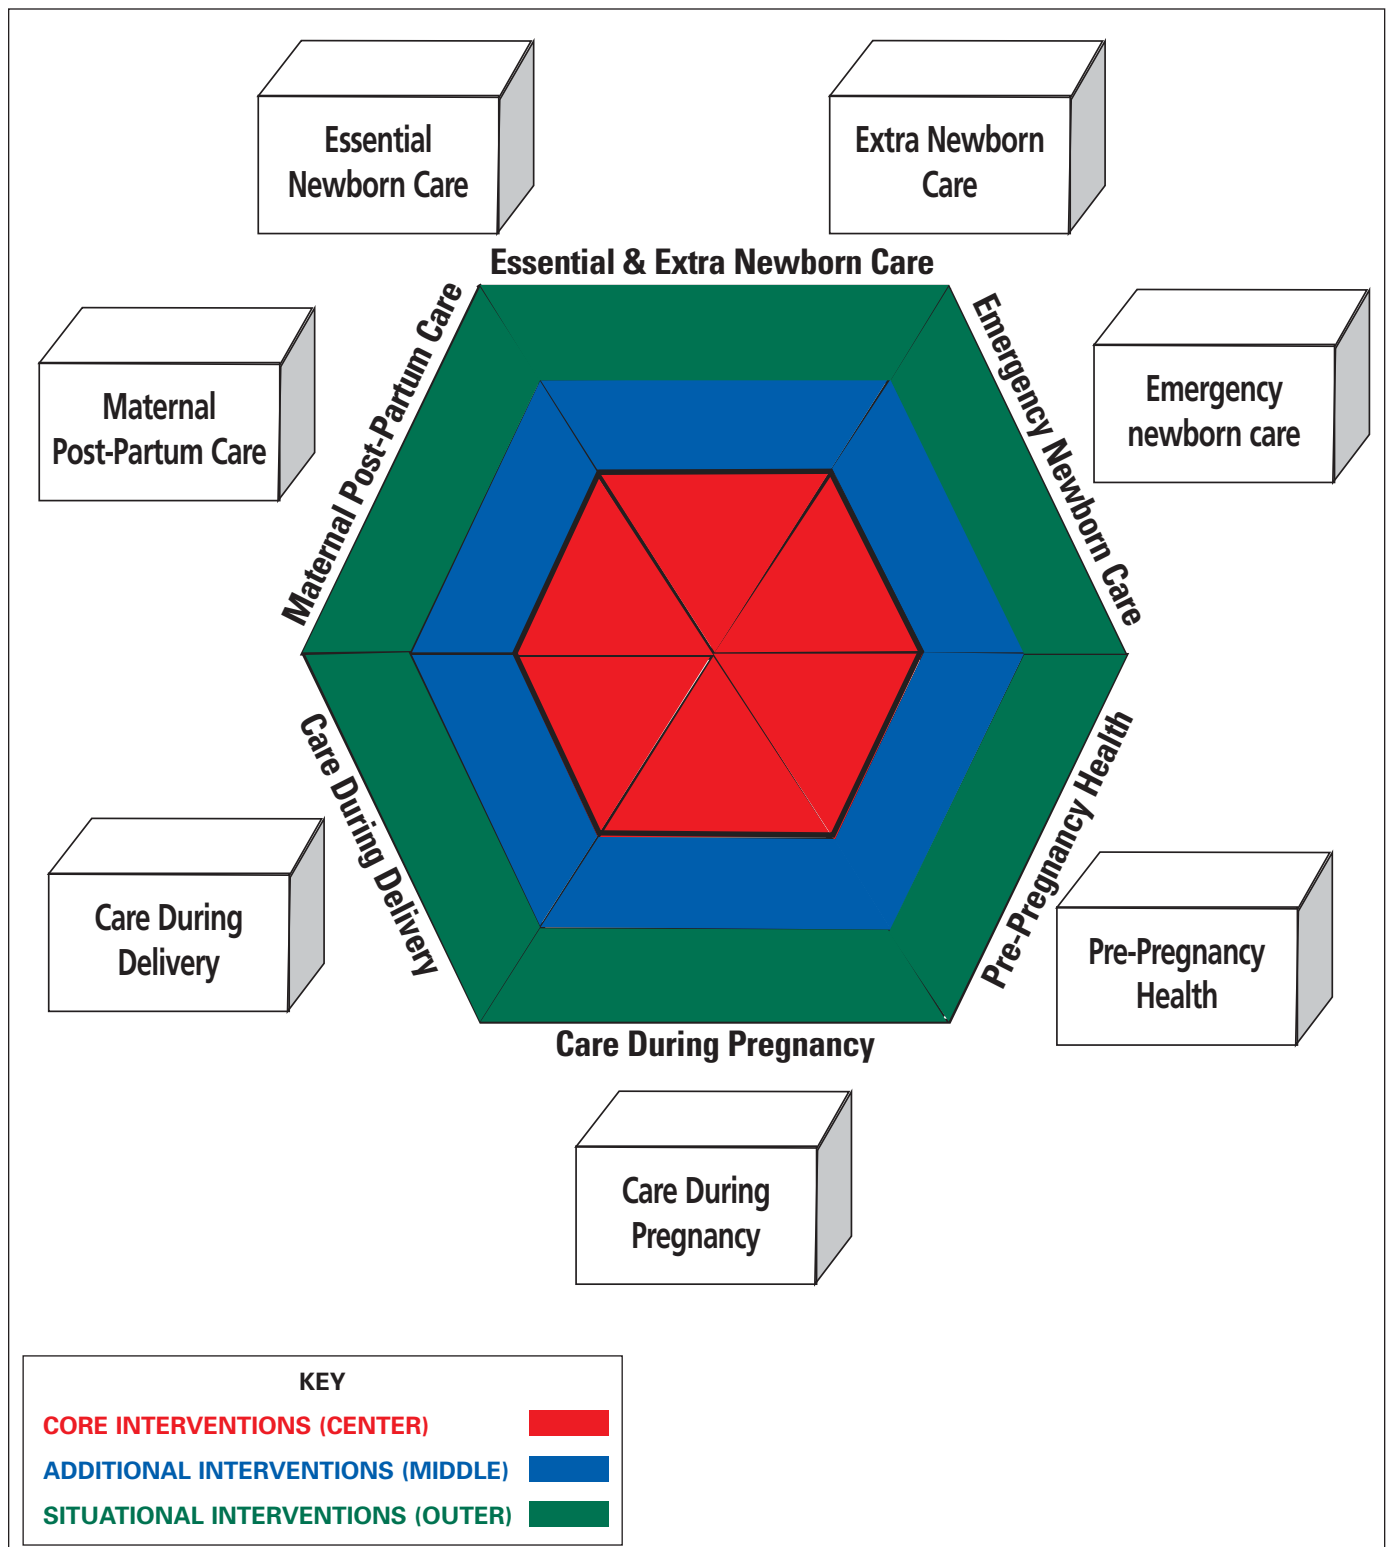 Essential
Newborn Care
Extra Newborn
Care
Essential & Extra Newborn Care
Maternal Post-Partum Care
Emergency Newborn Care
Maternal
Post-Partum Care
Emergency
newborn care
Care During Delivery
Pre-Pregnancy Health
Care During
Delivery
Pre-Pregnancy
Health
Care During Pregnancy
Care During
Pregnancy
KEY
CORE INTERVENTIONS (CENTER)
ADDITIONAL INTERVENTIONS (MIDDLE)
SITUATIONAL INTERVENTIONS (OUTER)